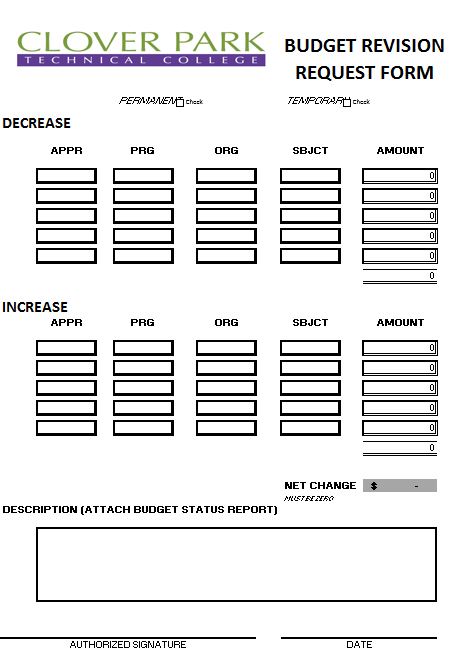 CLOVER PARK
TECHNICAL COLLEGE
BUDGET REVISION
REQUEST FORM
PERMANENT Check TEMPORARY Check
DECREASE
APPR PRG ORG SBJCT AMOUNT
0
0
0
0
0
0
INCREASE
APPR PRG ORG SBJCT AMOUNT
0
0
0
0
0
0
NET CHANGE $ -
MUST BE ZERO
DESCRIPTION (ATTACH BUDGET STATUS REPORT)
AUTHORIZED SIGNATURE DATE